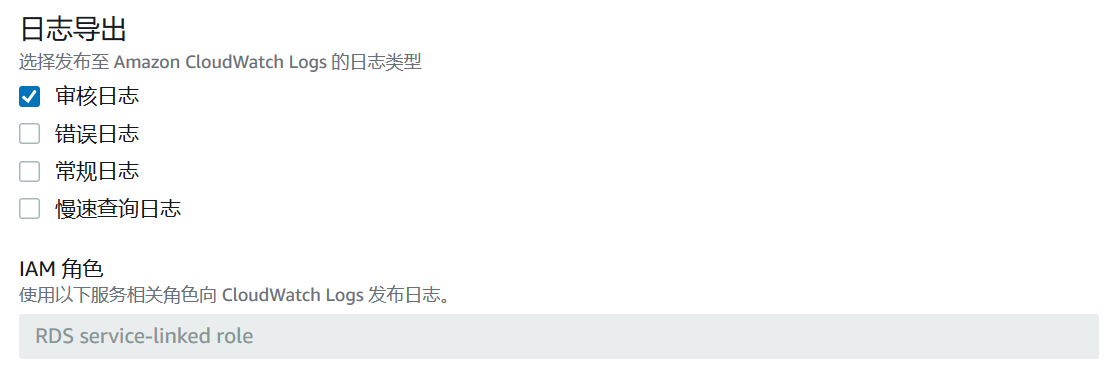 日志导出
选择发布至 Amazon CloudWatch Logs 的日志类型
审核日志
错误日志
常规日志
慢速查询日志
IAM 角色
使用以下服务相关角色向 CloudWatch Logs 发布日志。
RDS service-linked role